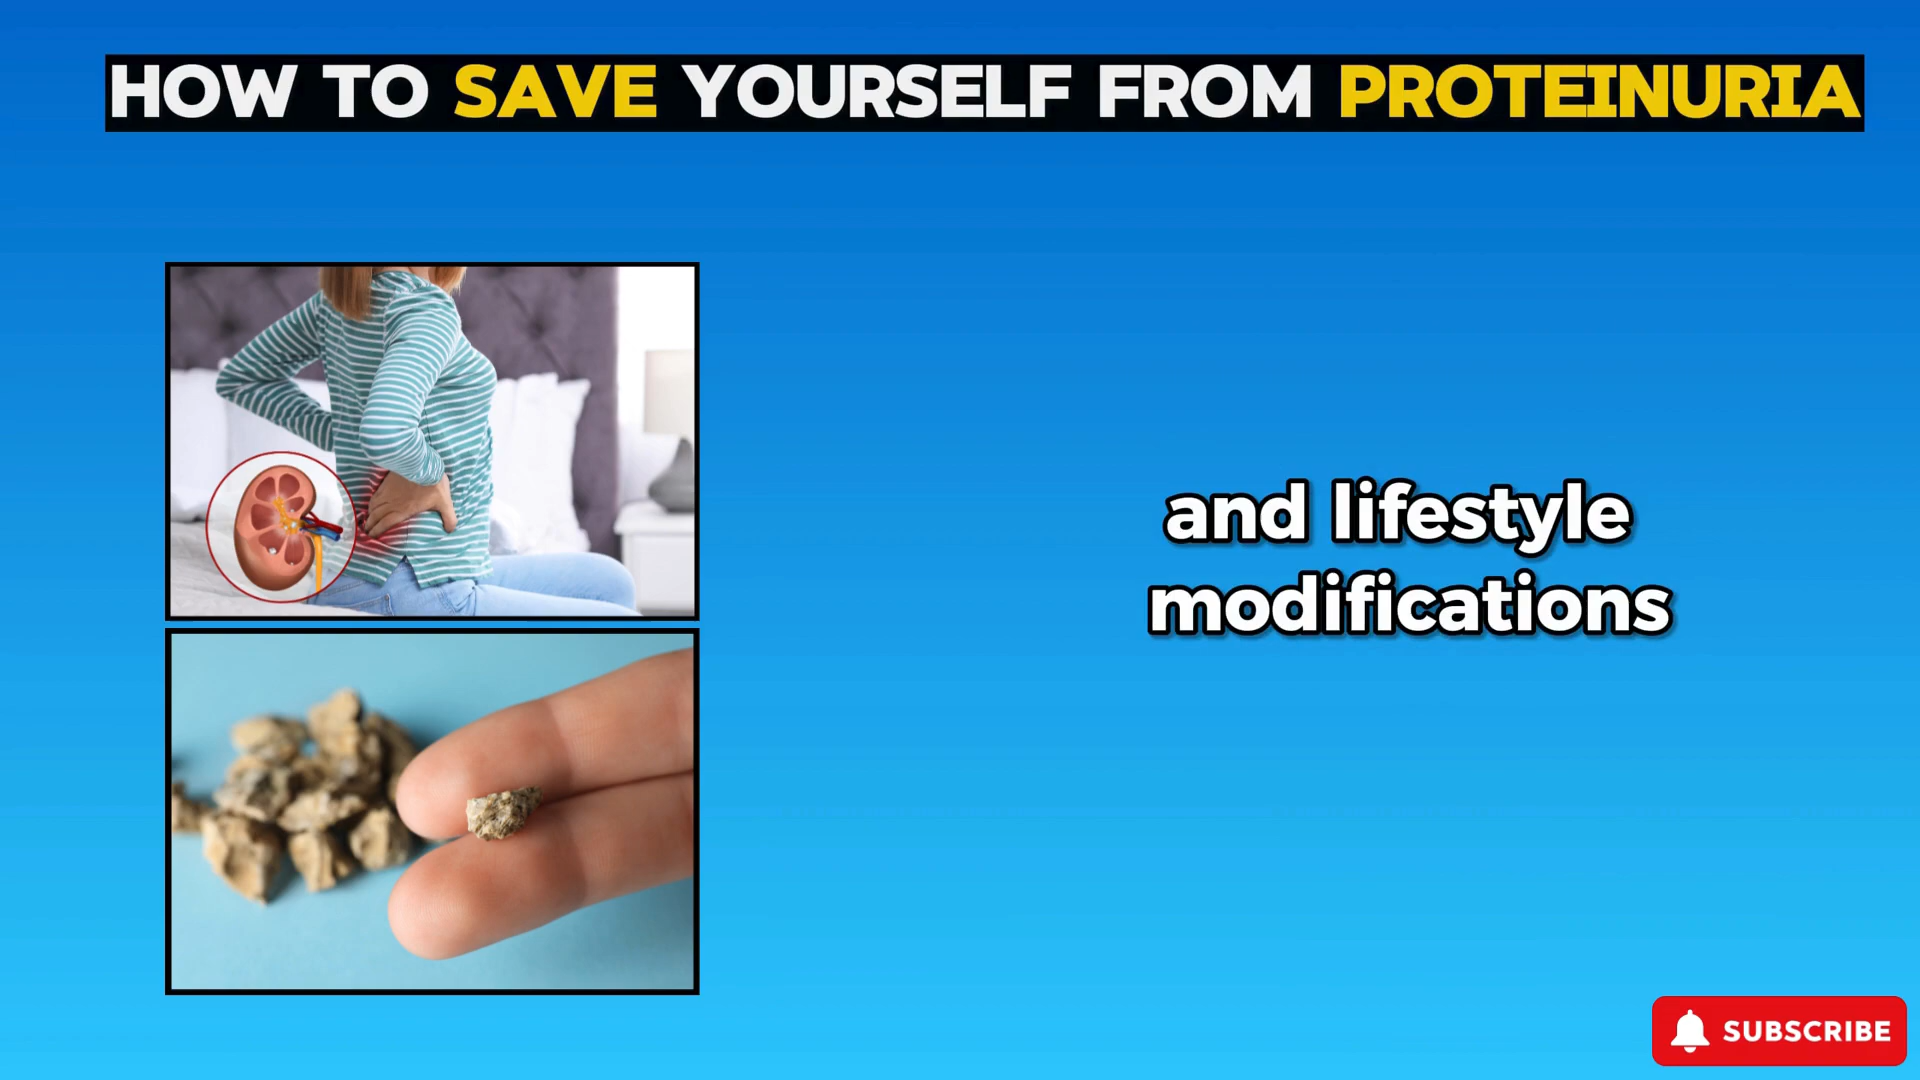 HOW TO SAVE YOURSELF FROM PROTEINURIA
and lifestyle
modifications
SUBSCRIBE